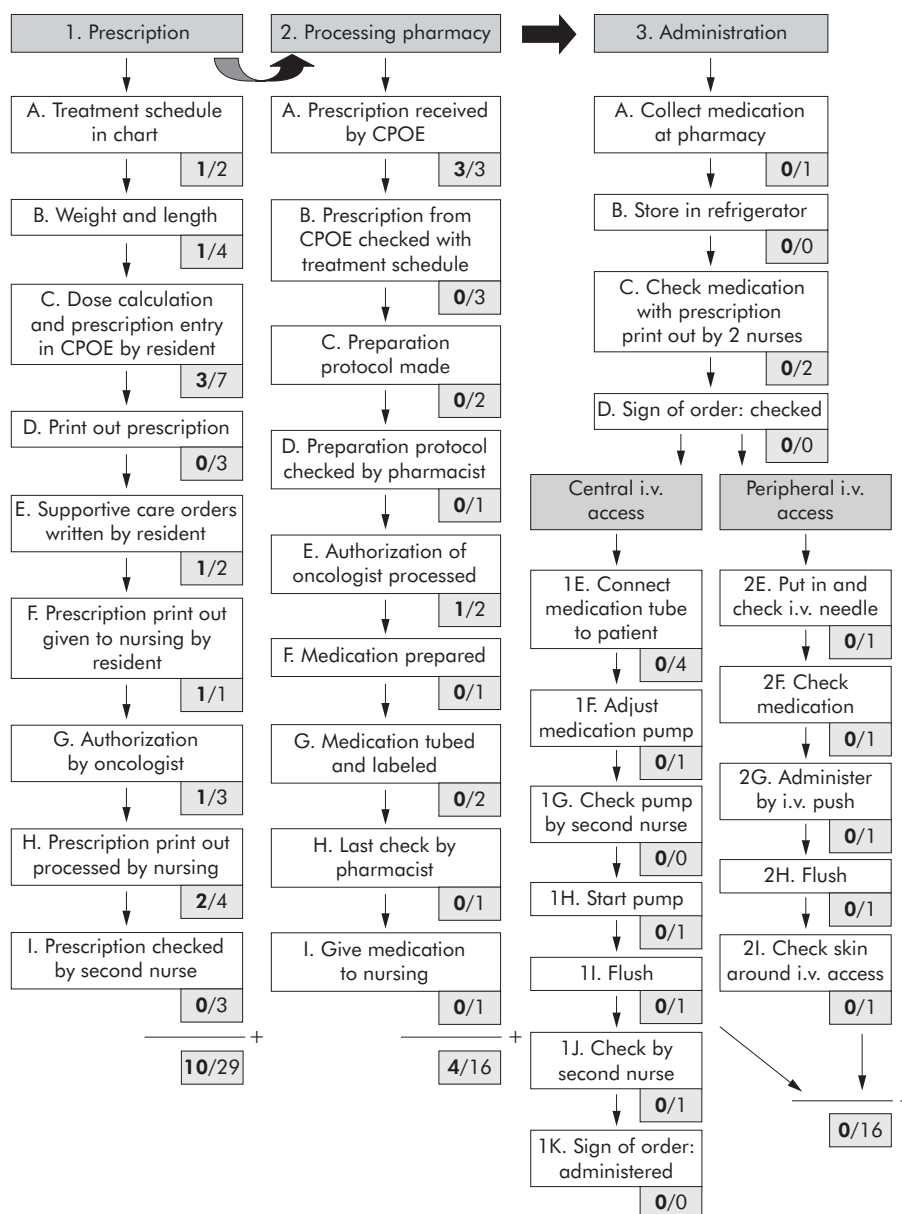 1. Prescription
A. Treatment schedule
in chart
1/2
B. Weight and length
1/4
C. Dose calculation
and prescription entry
in CPOE by resident
3/7
D. Print out prescription
0/3
E. Supportive care orders
written by resident
1/2
F. Prescription print out
given to nursing by
resident
1/1
G. Authorization
by oncologist
1/3
H. Prescription print out
processed by nursing
2/4
I. Prescription checked
by second nurse
0/3
+
10/29
2. Processing pharmacy
A. Prescription received
by CPOE
3/3
B. Prescription from
CPOE checked with
treatment schedule
0/3
C. Preparation
protocol made
0/2
D. Preparation protocol
checked by pharmacist
0/1
E. Authorization of
oncologist processed
1/2
F. Medication prepared
0/1
G. Medication tubed
and labeled
0/2
H. Last check by
pharmacist
0/1
I. Give medication
to nursing
0/1
+
4/16
3. Administration
A. Collect medication
at pharmacy
0/1
B. Store in refrigerator
0/0
C. Check medication
with prescription
print out by 2 nurses
0/2
D. Sign of order: checked
0/0
Central i.v.
access
1E. Connect
medication tube
to patient
0/4
1F. Adjust
medication pump
0/1
1G. Check pump
by second nurse
0/0
1H. Start pump
0/1
1I. Flush
0/1
1J. Check by
second nurse
0/1
1K. Sign of order:
administered
0/0
Peripheral i.v.
access
2E. Put in and
check i.v. needle
0/1
2F. Check
medication
0/1
2G. Administer
by i.v. push
0/1
2H. Flush
0/1
2I. Check skin
around i.v. access
0/1
0/16